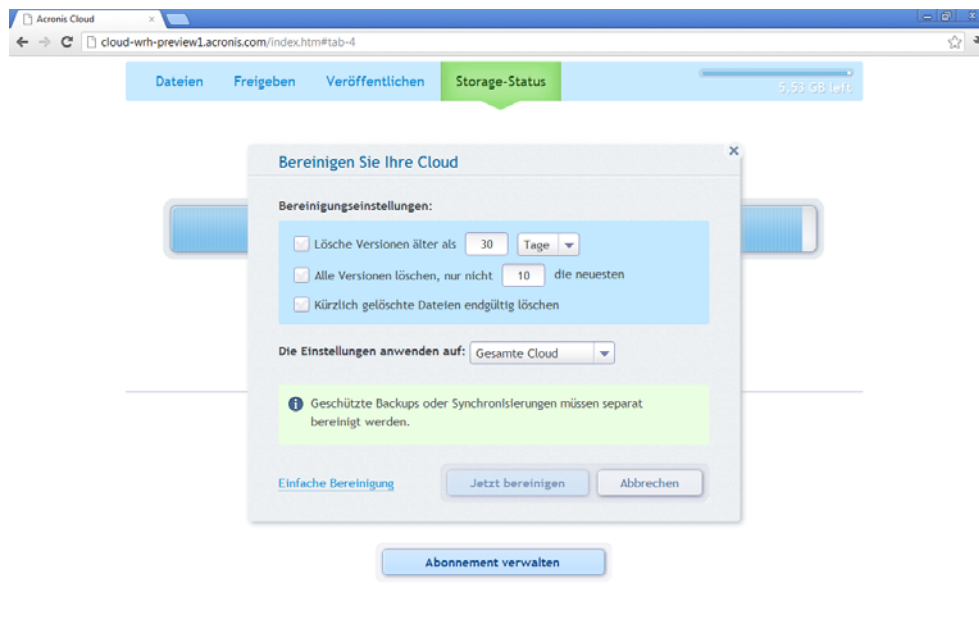 Acronis Cloud
cloud-wrh-preview1.acronis.com/index.htm#tab-4
Dateien Freigeben Veröffentlichen Storage-Status
5,53 GB left
Bereinigen Sie Ihre Cloud
Bereinigungseinstellungen:
Lösche Versionen älter als 30 Tage
Alle Versionen löschen, nur nicht 10 die neuesten
Kürzlich gelöschte Dateien endgültig löschen
Die Einstellungen anwenden auf: Gesamte Cloud
Geschützte Backups oder Synchronisierungen müssen separat
bereinigt werden.
Einfache Bereinigung Jetzt bereinigen Abbrechen
Abonnement verwalten